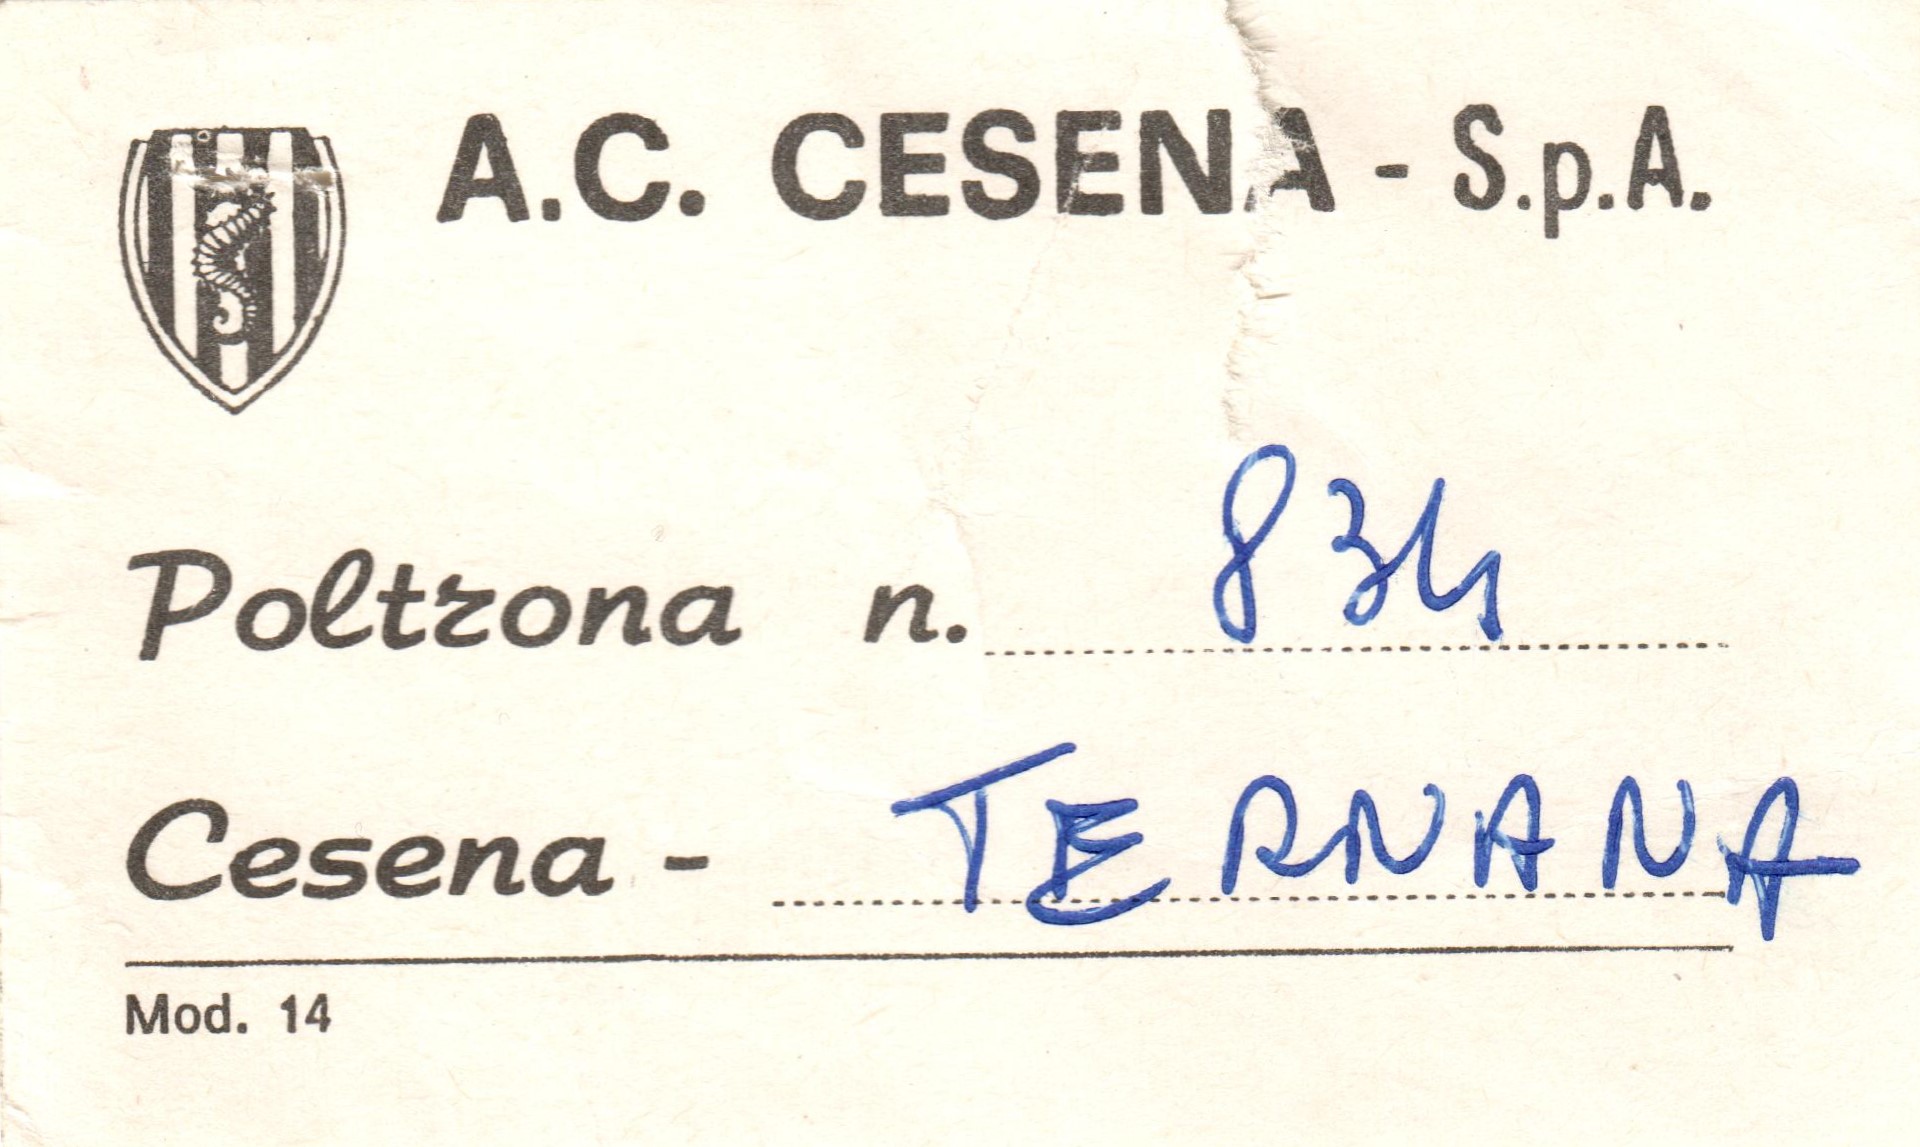 A.C. CESENA - S.p.A.
Poltrona n. 834
Cesena - TERNANA
Mod. 14